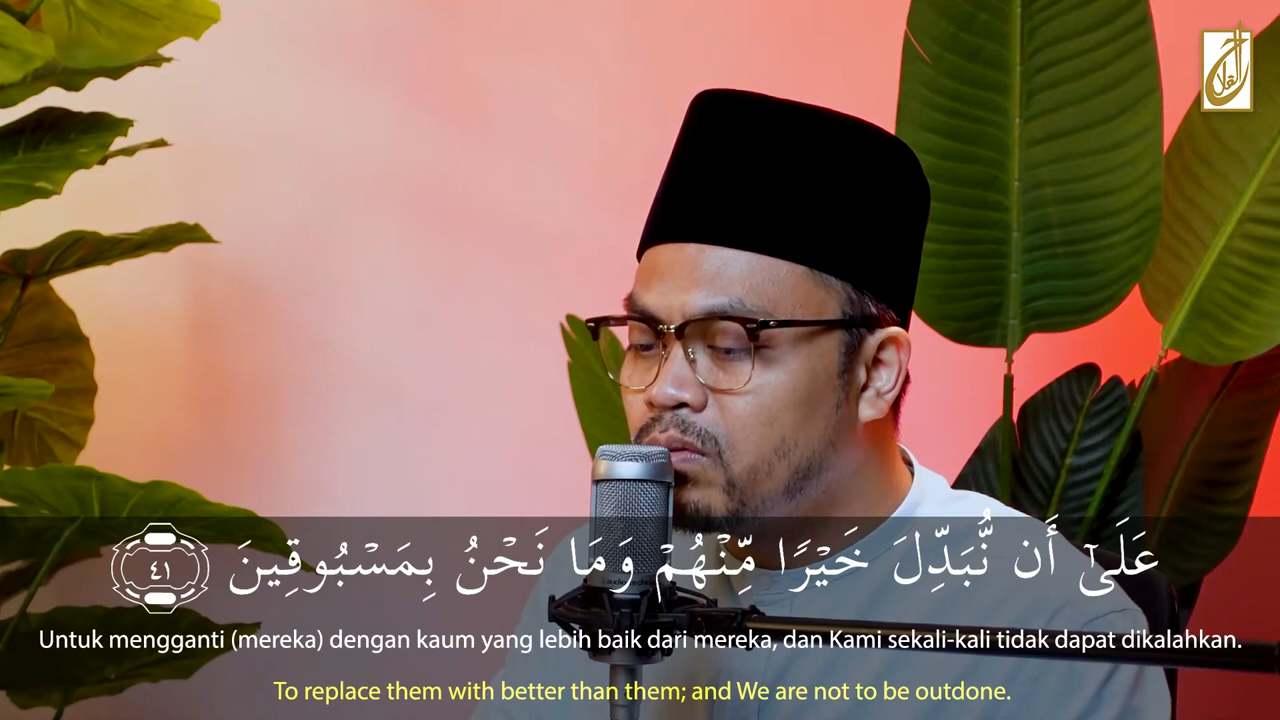 عَلَىٰٓ أَن نُّبَدِّلَ خَيْرًا مِّنْهُمْ وَمَا نَحْنُ بِمَسْبُوقِينَ ٤١
Untuk mengganti (mereka) dengan kaum yang lebih baik dari mereka, dan Kami sekali-kali tidak dapat dikalahkan.
To replace them with better than them; and We are not to be outdone.